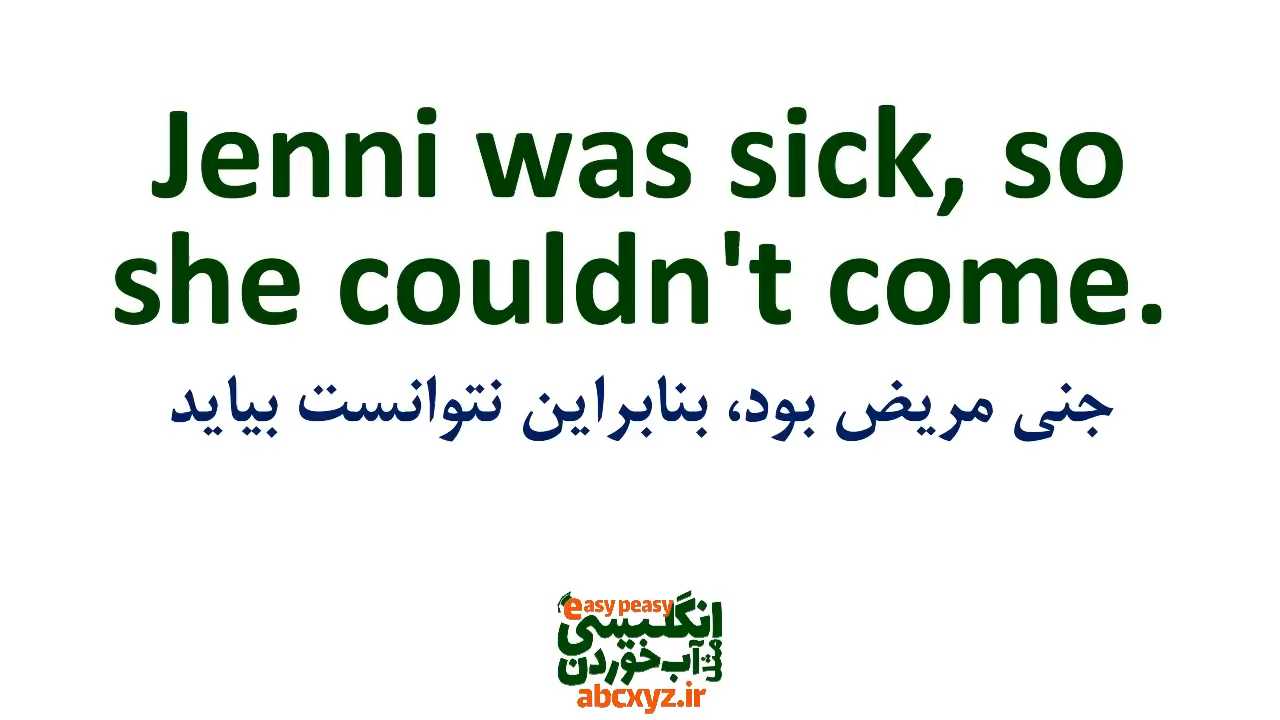 Jenni was sick, so
she couldn't come.
جنی مریض بود، بنابراین نتوانست بیاید
easy peasy
انگلیسی
مثل آب خوردن
abcxyz.ir